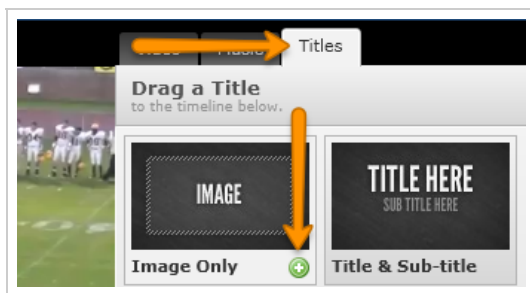 Titles
Drag a Title
to the timeline below.
IMAGE
TITLE HERE
SUB TITLE HERE
Image Only
Title & Sub-title